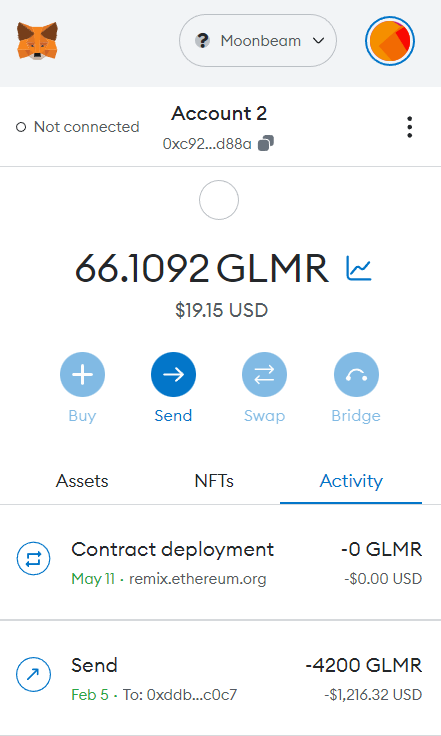 ? Moonbeam
Account 2
Not connected
0xc92...d88a
66.1092 GLMR
$19.15 USD
Buy Send Swap Bridge
Assets NFTs Activity
Contract deployment -0 GLMR
May 11 · remix.ethereum.org -$0.00 USD
Send -4200 GLMR
Feb 5 · To: 0xddb...c0c7 -$1,216.32 USD